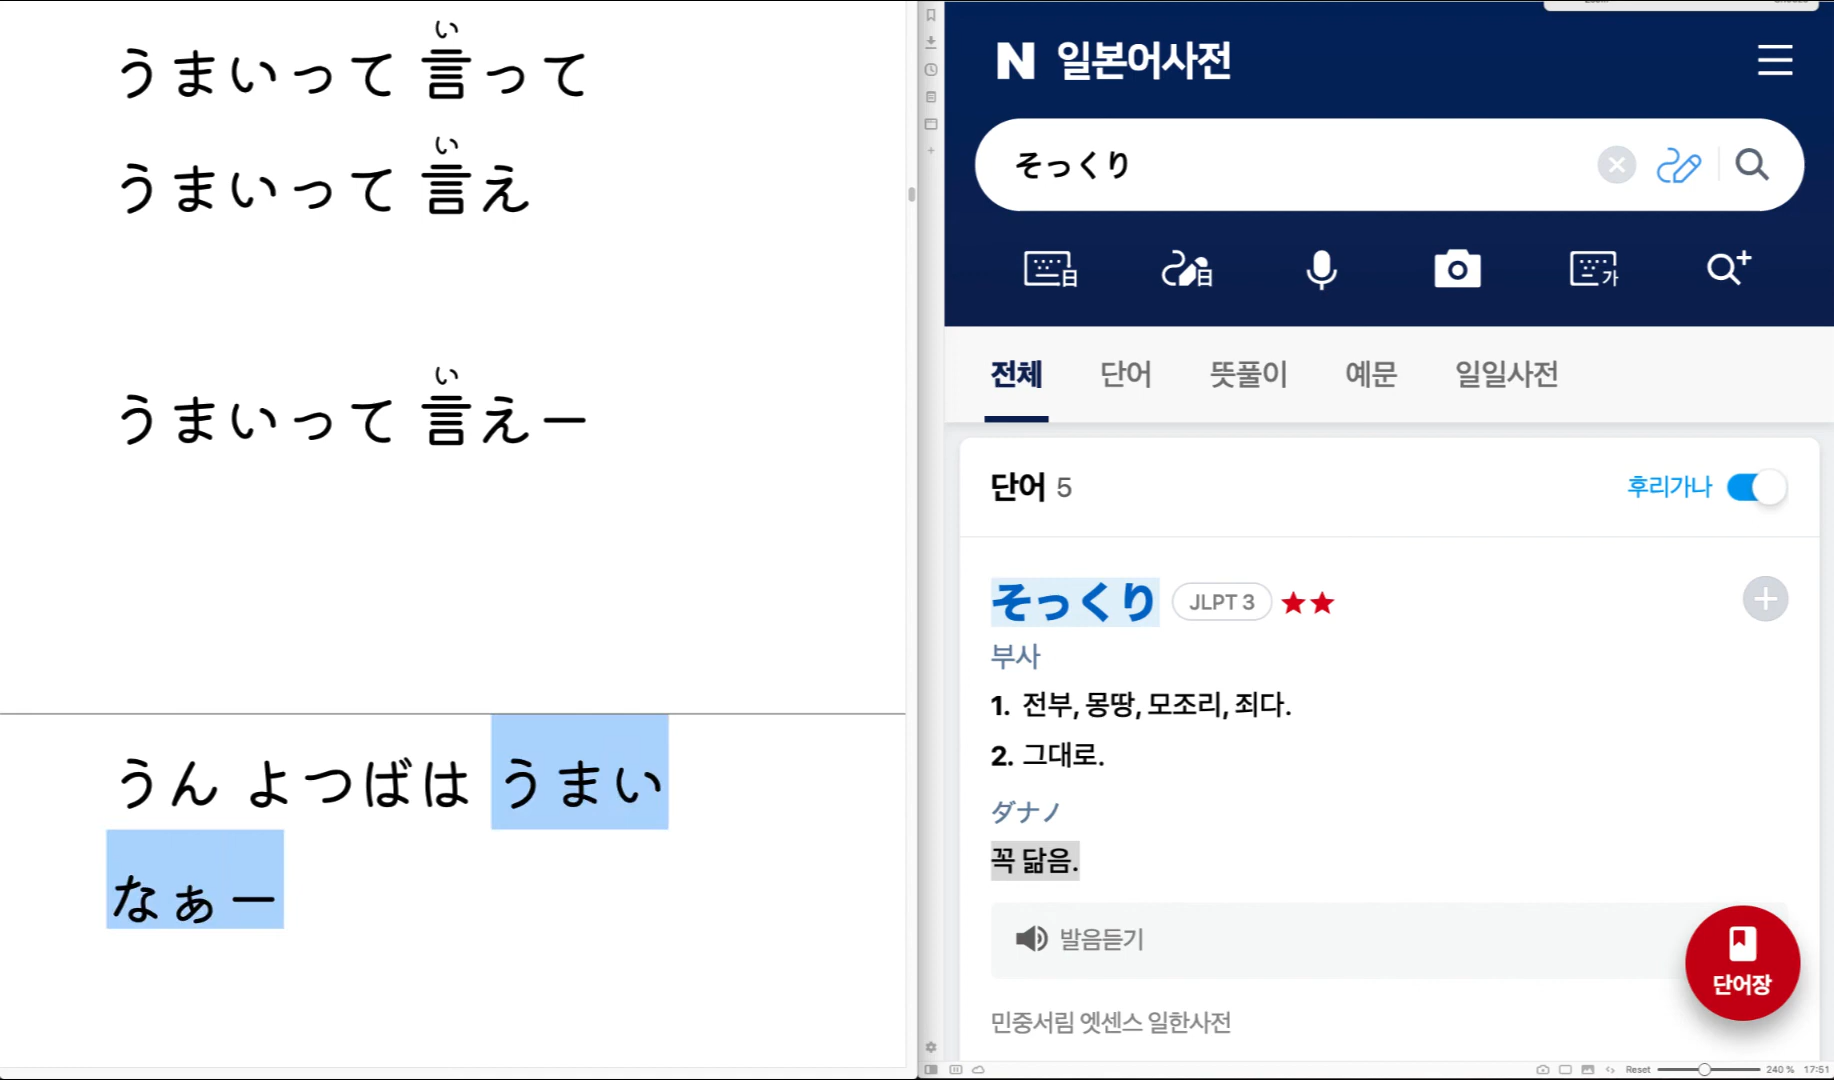 うまいって 言って
い
うまいって 言え
い
うまいって 言えー
い
うん よつばは うまい
なぁー
N 일본어사전
そっくり
전체 단어 뜻풀이 예문 일일사전
단어 5
후리가나
そっくり JLPT 3 ★★
부사
1. 전부, 몽땅, 모조리, 죄다.
2. 그대로.
ダナノ
꼭 닮음.
발음듣기
단어장
민중서림 엣센스 일한사전
Reset 240 % 17:51